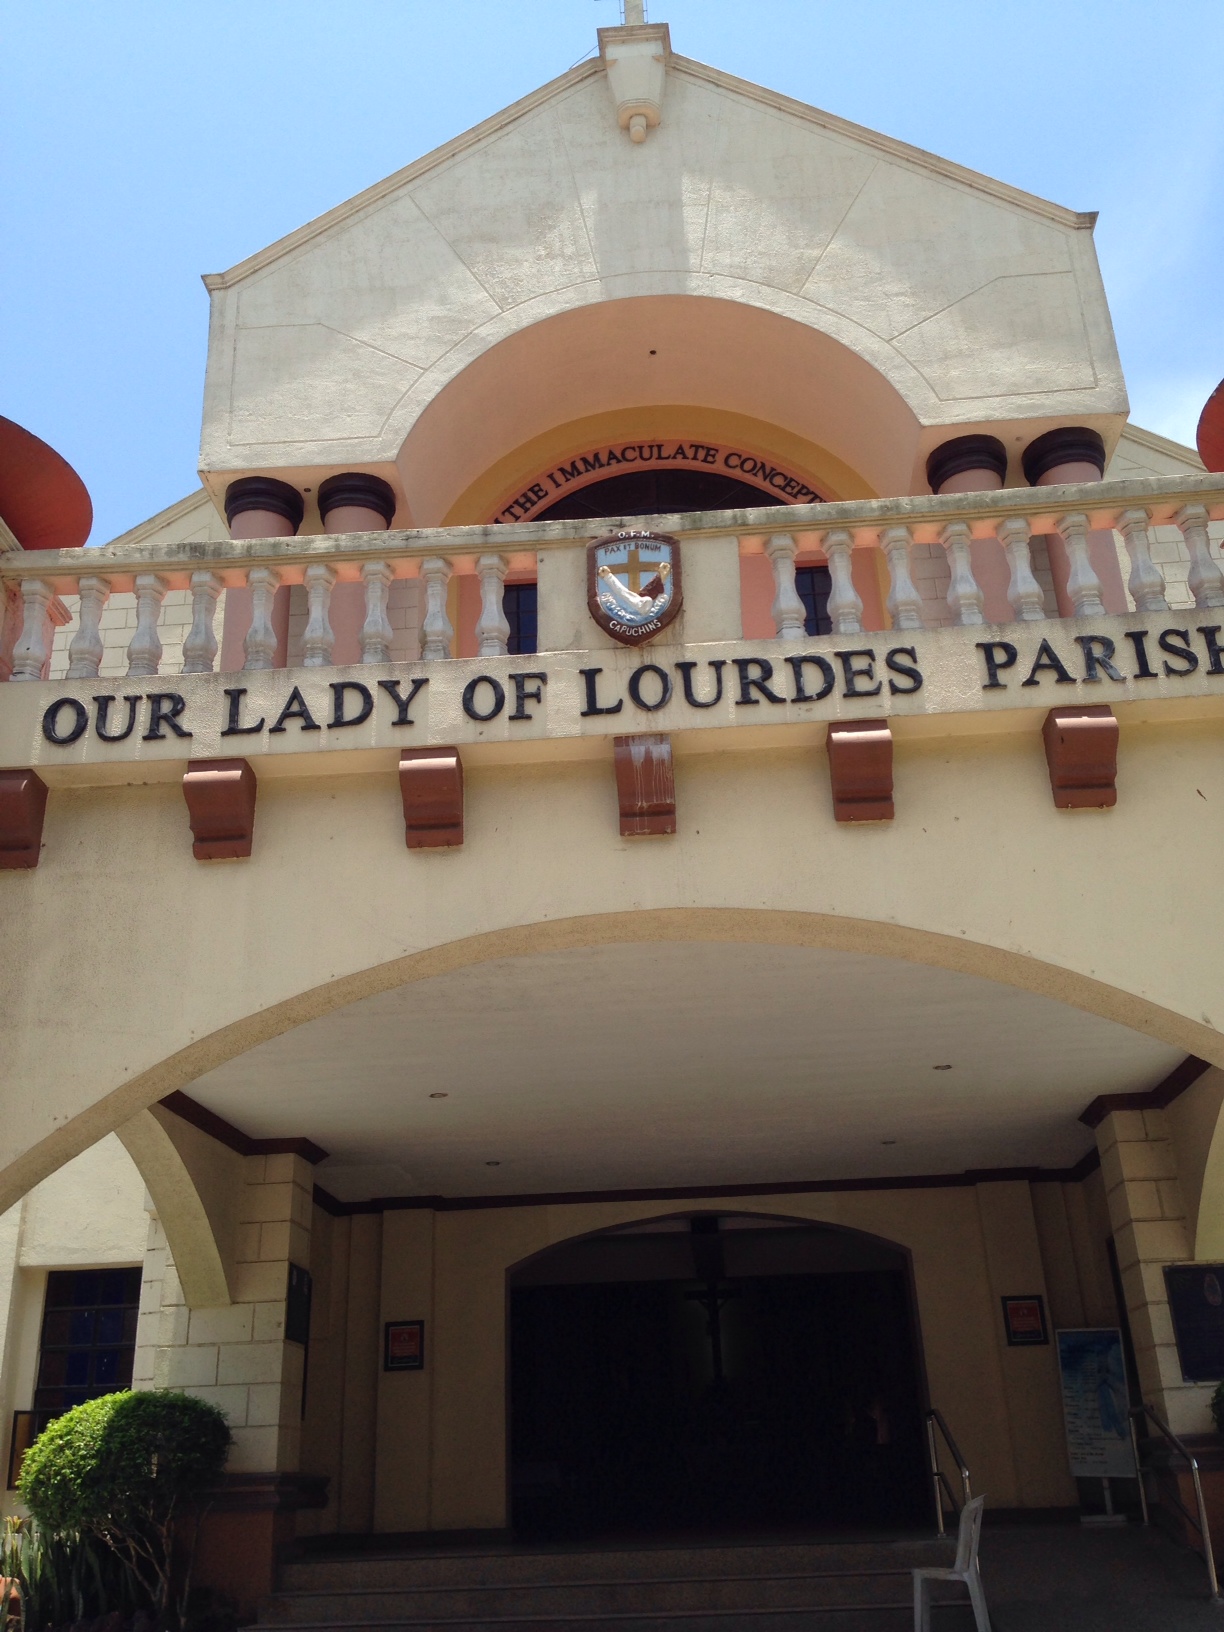 THE IMMACULATE CONCEPT
O.F.M.
PAX ET BONUM
CAPUCHINS
OUR LADY OF LOURDES PARISH